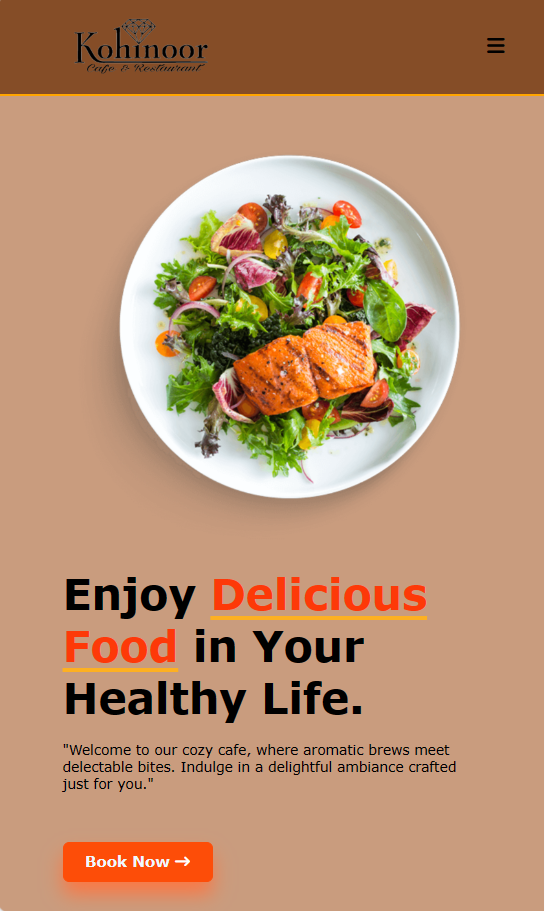 Kohinoor
Cafe & Restaurant
Enjoy Delicious
Food in Your
Healthy Life.
"Welcome to our cozy cafe, where aromatic brews meet
delectable bites. Indulge in a delightful ambiance crafted
just for you."
Book Now →